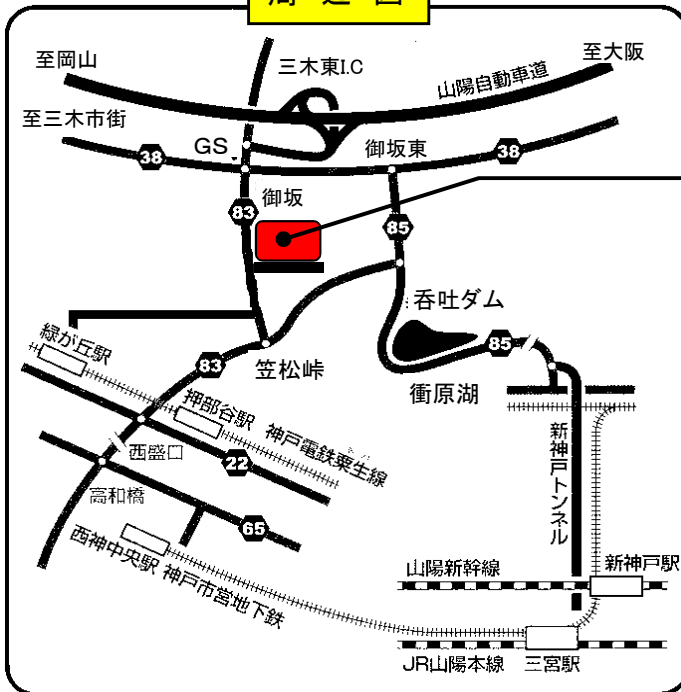 周辺図
至岡山
三木東I.C
至大阪
山陽自動車道
至三木市街
GS
御坂東
38
38
御坂
83
85
呑吐ダム
緑が丘駅
83
笠松峠
85
衝原湖
押部谷駅
神戸電鉄粟生線
西盛口
22
新神戸トンネル
高和橋
65
西神中央駅
神戸市営地下鉄
山陽新幹線
新神戸駅
JR山陽本線
三宮駅